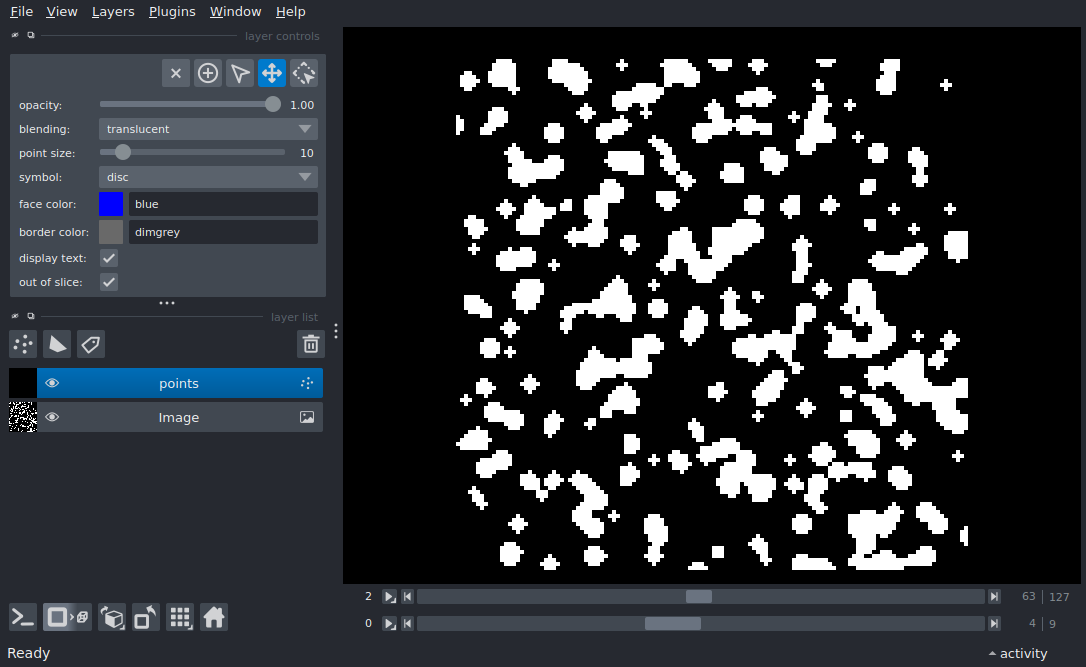 File View Layers Plugins Window Help
layer controls
opacity: 1.00
blending: translucent
point size: 10
symbol: disc
face color: blue
border color: dimgrey
display text:
out of slice:
layer list
points
Image
2 63 | 127
0 4 | 9
Ready activity